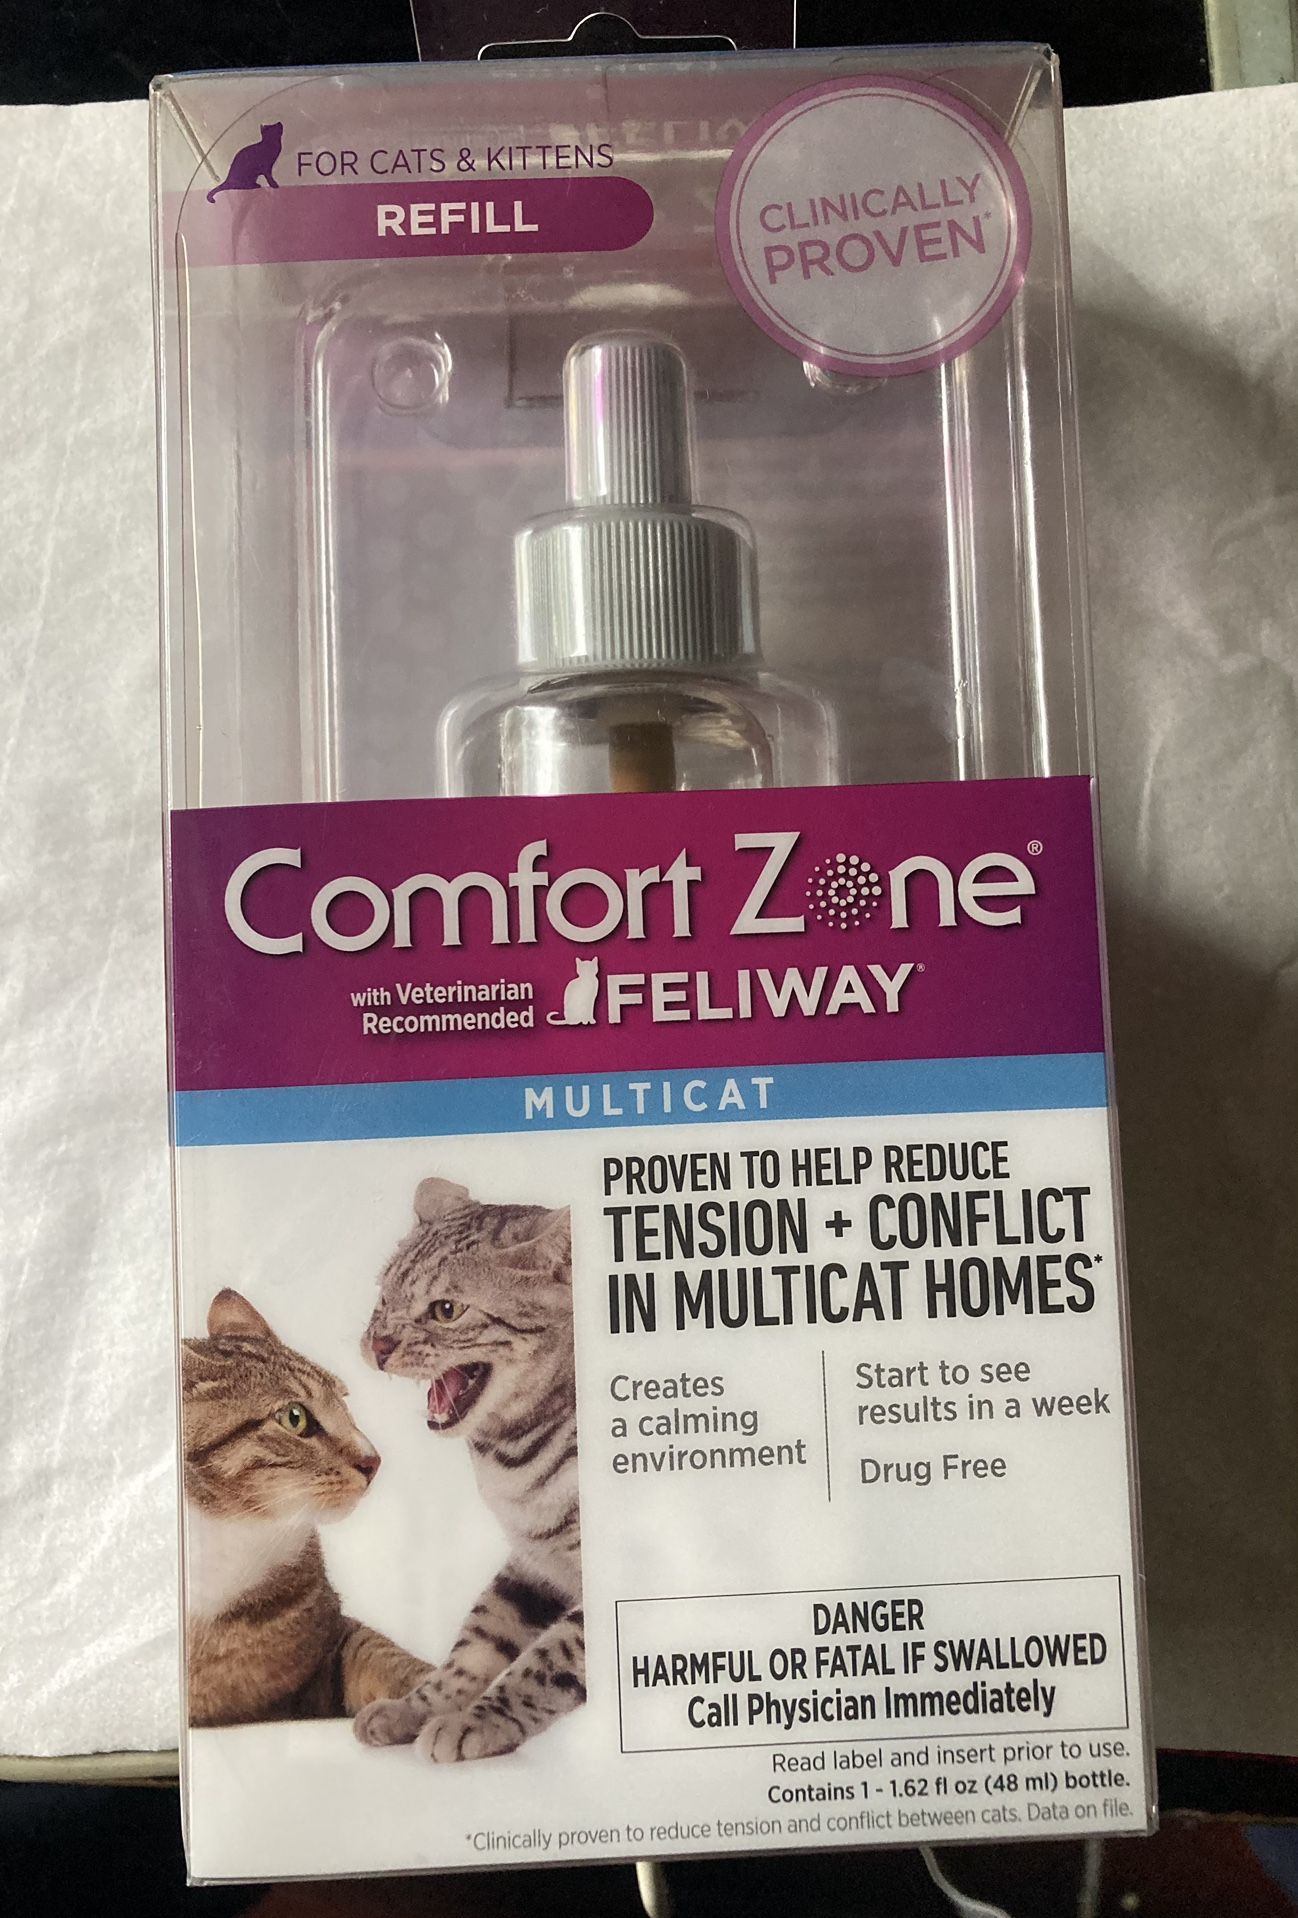 FOR CATS & KITTENS
REFILL
CLINICALLY
PROVEN*
Comfort Zone®
with Veterinarian
Recommended
FELIWAY®
MULTICAT
PROVEN TO HELP REDUCE
TENSION + CONFLICT
IN MULTICAT HOMES*
Creates
a calming
environment
Start to see
results in a week
Drug Free
DANGER
HARMFUL OR FATAL IF SWALLOWED
Call Physician Immediately
Read label and insert prior to use.
Contains 1 - 1.62 fl oz (48 ml) bottle.
*Clinically proven to reduce tension and conflict between cats. Data on file.